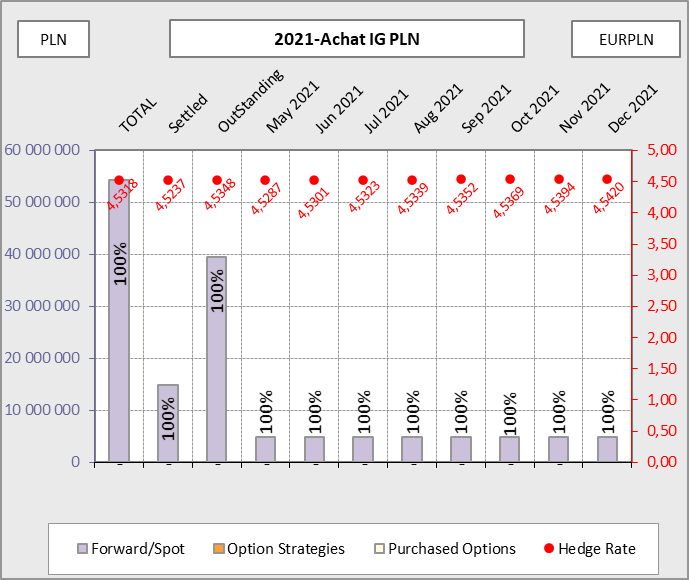 PLN
2021-Achat IG PLN
EURPLN
TOTAL
Settled
OutStanding
May 2021
Jun 2021
Jul 2021
Aug 2021
Sep 2021
Oct 2021
Nov 2021
Dec 2021
60 000 000
50 000 000
40 000 000
30 000 000
20 000 000
10 000 000
0
5,00
4,50
4,00
3,50
3,00
2,50
2,00
1,50
1,00
0,50
0,00
4,5318
4,5237
4,5348
4,5287
4,5301
4,5323
4,5339
4,5352
4,5369
4,5394
4,5420
100%
100%
100%
100%
100%
100%
100%
100%
100%
100%
100%
Forward/Spot
Option Strategies
Purchased Options
Hedge Rate